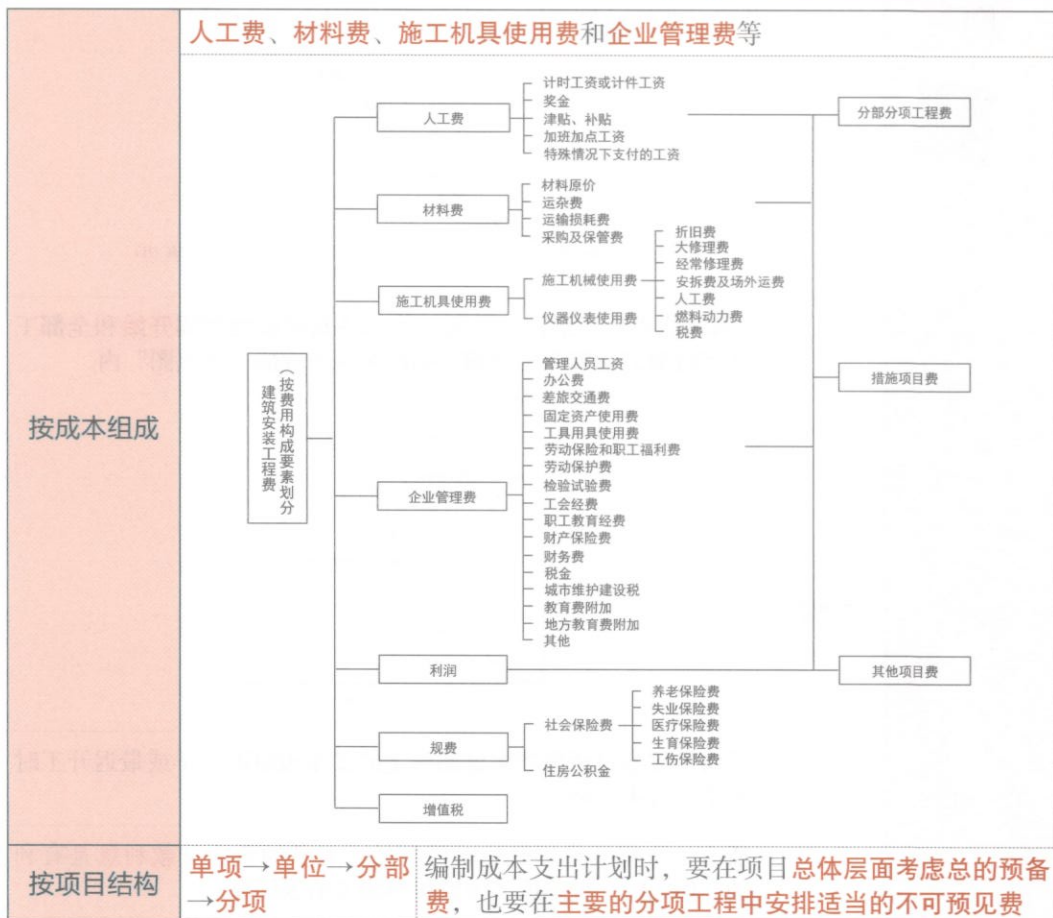 人工费、材料费、施工机具使用费和企业管理费等
按成本组成
建筑安装工程费
（按费用构成要素划分
人工费
计时工资或计件工资
奖金
津贴、补贴
加班加点工资
特殊情况下支付的工资
材料费
材料原价
运杂费
运输损耗费
采购及保管费
施工机具使用费
施工机械使用费
折旧费
大修理费
经常修理费
安拆费及场外运费
人工费
燃料动力费
税费
仪器仪表使用费
企业管理费
管理人员工资
办公费
差旅交通费
固定资产使用费
工具用具使用费
劳动保险和职工福利费
劳动保护费
检验试验费
工会经费
职工教育经费
财产保险费
财务费
税金
城市维护建设税
教育费附加
地方教育费附加
其他
利润
规费
社会保险费
养老保险费
失业保险费
医疗保险费
生育保险费
工伤保险费
住房公积金
增值税
分部分项工程费
措施项目费
其他项目费
按项目结构
单项→单位→分部
→分项
编制成本支出计划时，要在项目总体层面考虑总的预备
费，也要在主要的分项工程中安排适当的不可预见费